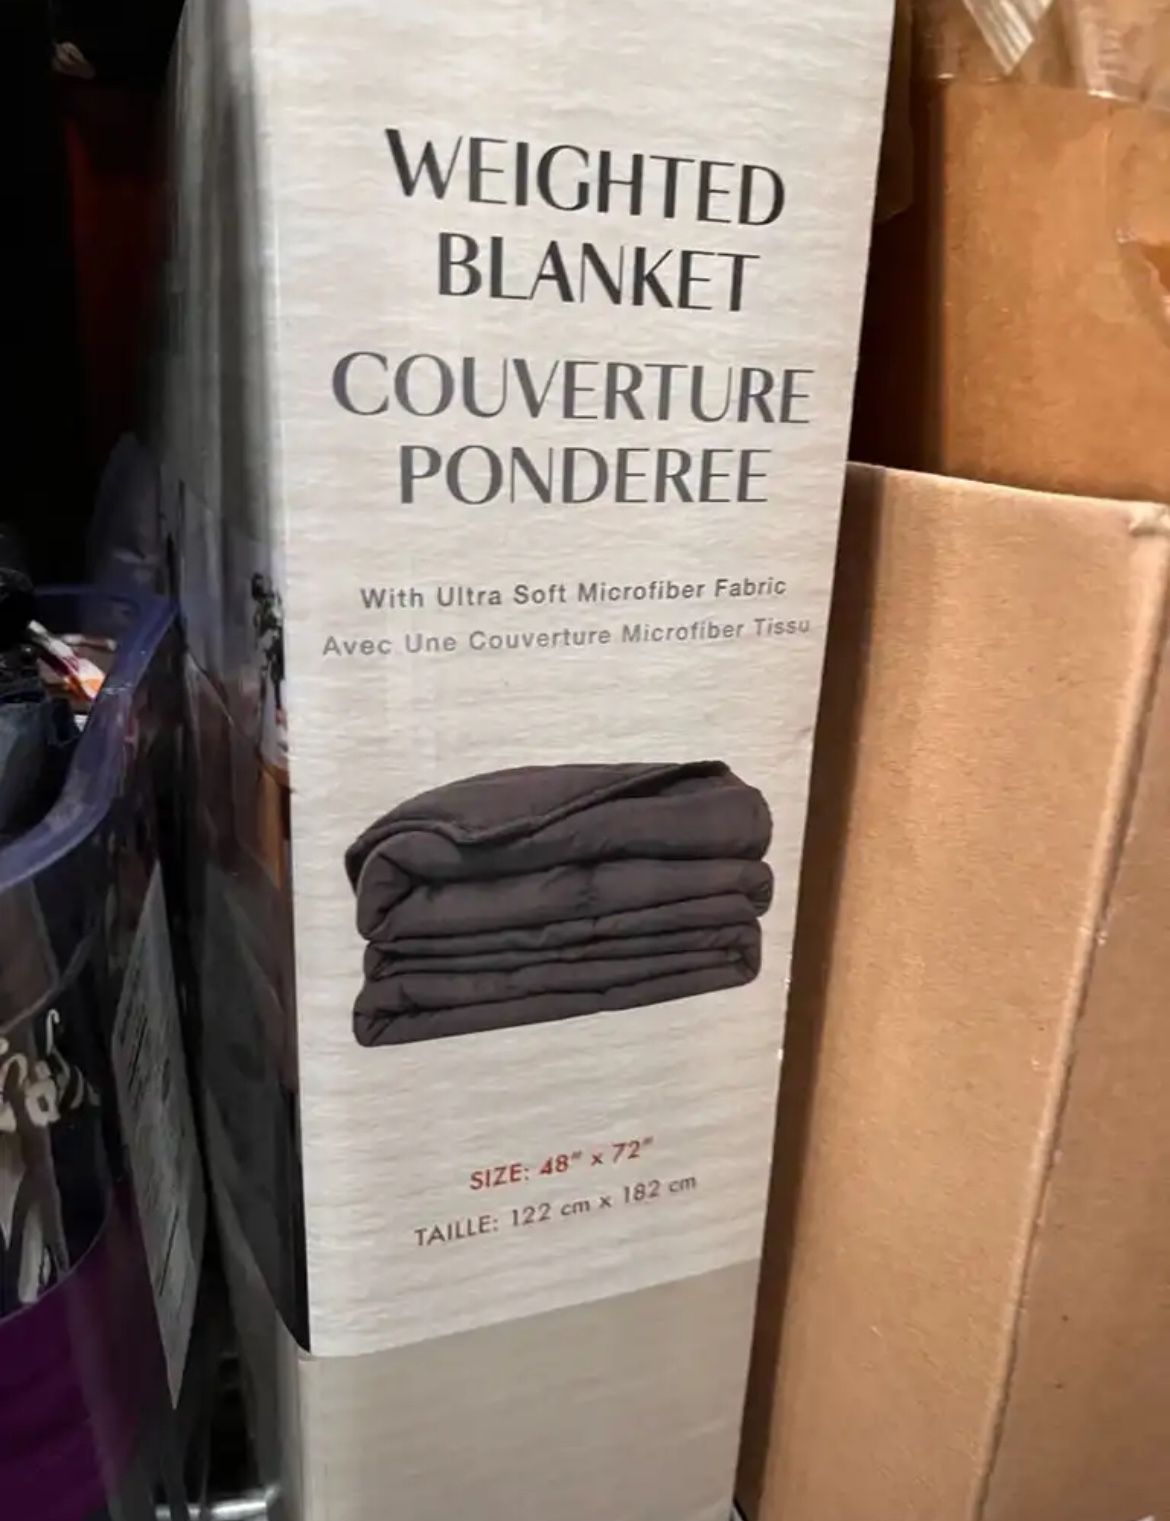 WEIGHTED
BLANKET
COUVERTURE
PONDEREE
With Ultra Soft Microfiber Fabric
Avec Une Couverture Microfiber Tissu
SIZE: 48" x 72"
TAILLE: 122 cm x 182 cm